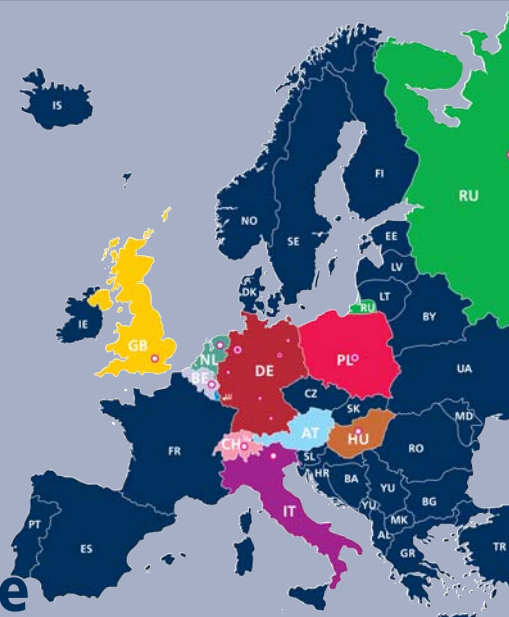 IS
FI
RU
NO
SE
EE
LV
DK
LT
RU
IE
BY
GB
NL
PL
DE
UA
BE
CZ
SK
MD
AT
HU
CH
RO
FR
SL
HR
BA
YU
BG
YU
IT
MK
PT
AL
TR
ES
GR
e